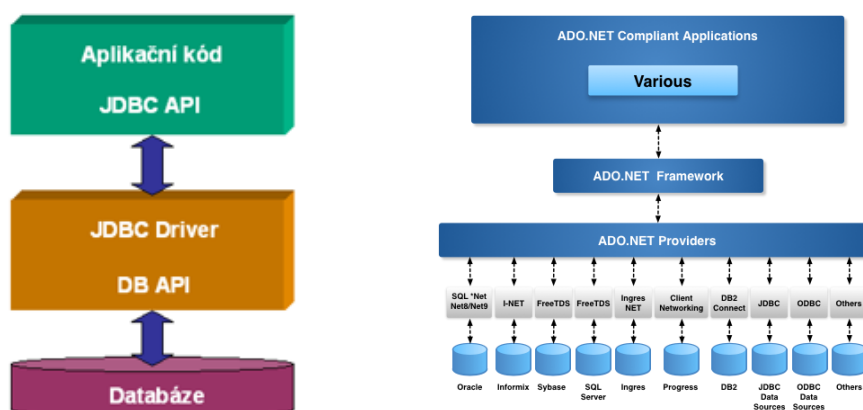 Aplikační kód
JDBC API
JDBC Driver
DB API
Databáze
ADO.NET Compliant Applications
Various
ADO.NET Framework
ADO.NET Providers
SQL *Net
Net8/Net9
I-NET
FreeTDS
FreeTDS
Ingres
NET
Client
Networking
DB2
Connect
JDBC
ODBC
Others
Oracle
Informix
Sybase
SQL
Server
Ingres
Progress
DB2
JDBC
Data
Sources
ODBC
Data
Sources
Others